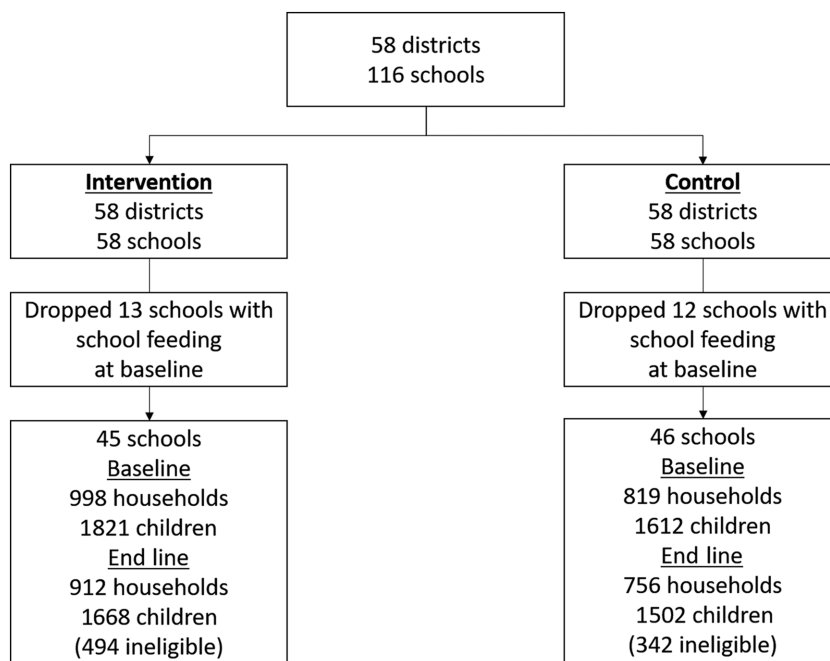 58 districts
116 schools
Intervention
58 districts
58 schools
Control
58 districts
58 schools
Dropped 13 schools with
school feeding
at baseline
Dropped 12 schools with
school feeding
at baseline
45 schools
Baseline
998 households
1821 children
End line
912 households
1668 children
(494 ineligible)
46 schools
Baseline
819 households
1612 children
End line
756 households
1502 children
(342 ineligible)